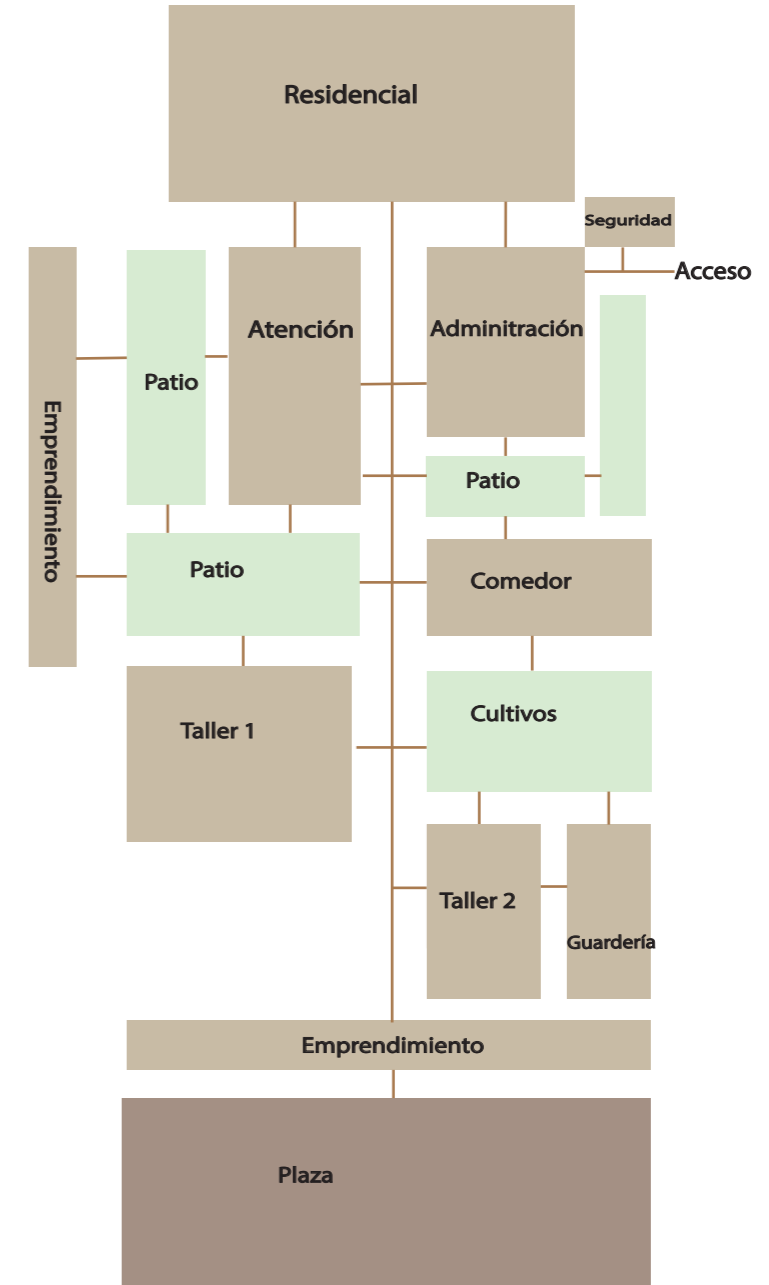 Residencial
Seguridad
Acceso
Atención
Adminitración
Patio
Emprendimiento
Patio
Patio
Comedor
Cultivos
Taller 1
Taller 2
Guardería
Emprendimiento
Plaza